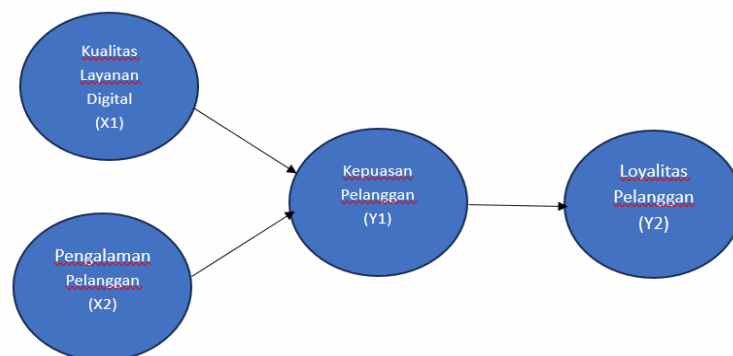 Kualitas
Layanan
Digital
(X1)
Pengalaman
Pelanggan
(X2)
Kepuasan
Pelanggan
(Y1)
Loyalitas
Pelanggan
(Y2)